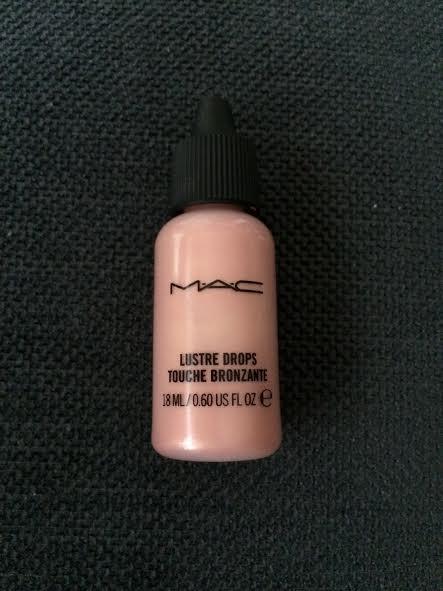 M·A·C
LUSTRE DROPS
TOUCHE BRONZANTE
18 ML/0.60 US FL OZ ℮